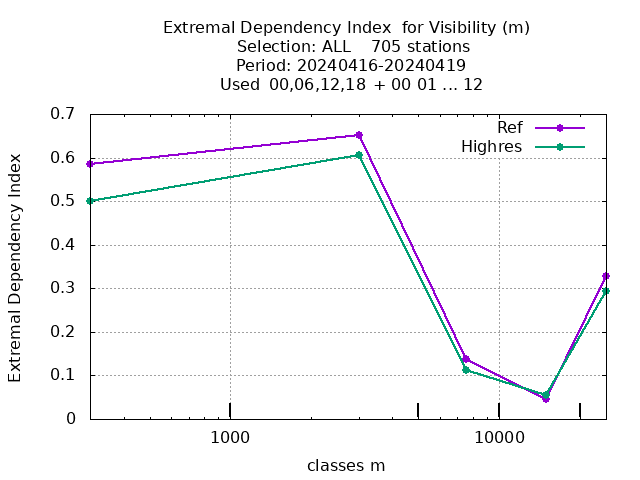 Extremal Dependency Index  for Visibility (m)
Selection: ALL    705 stations
Period: 20240416-20240419
Used  00,06,12,18  + 00 01 ... 12
Ref
Highres
Extremal Dependency Index
0.7
0.6
0.5
0.4
0.3
0.2
0.1
0
1000
10000
classes m